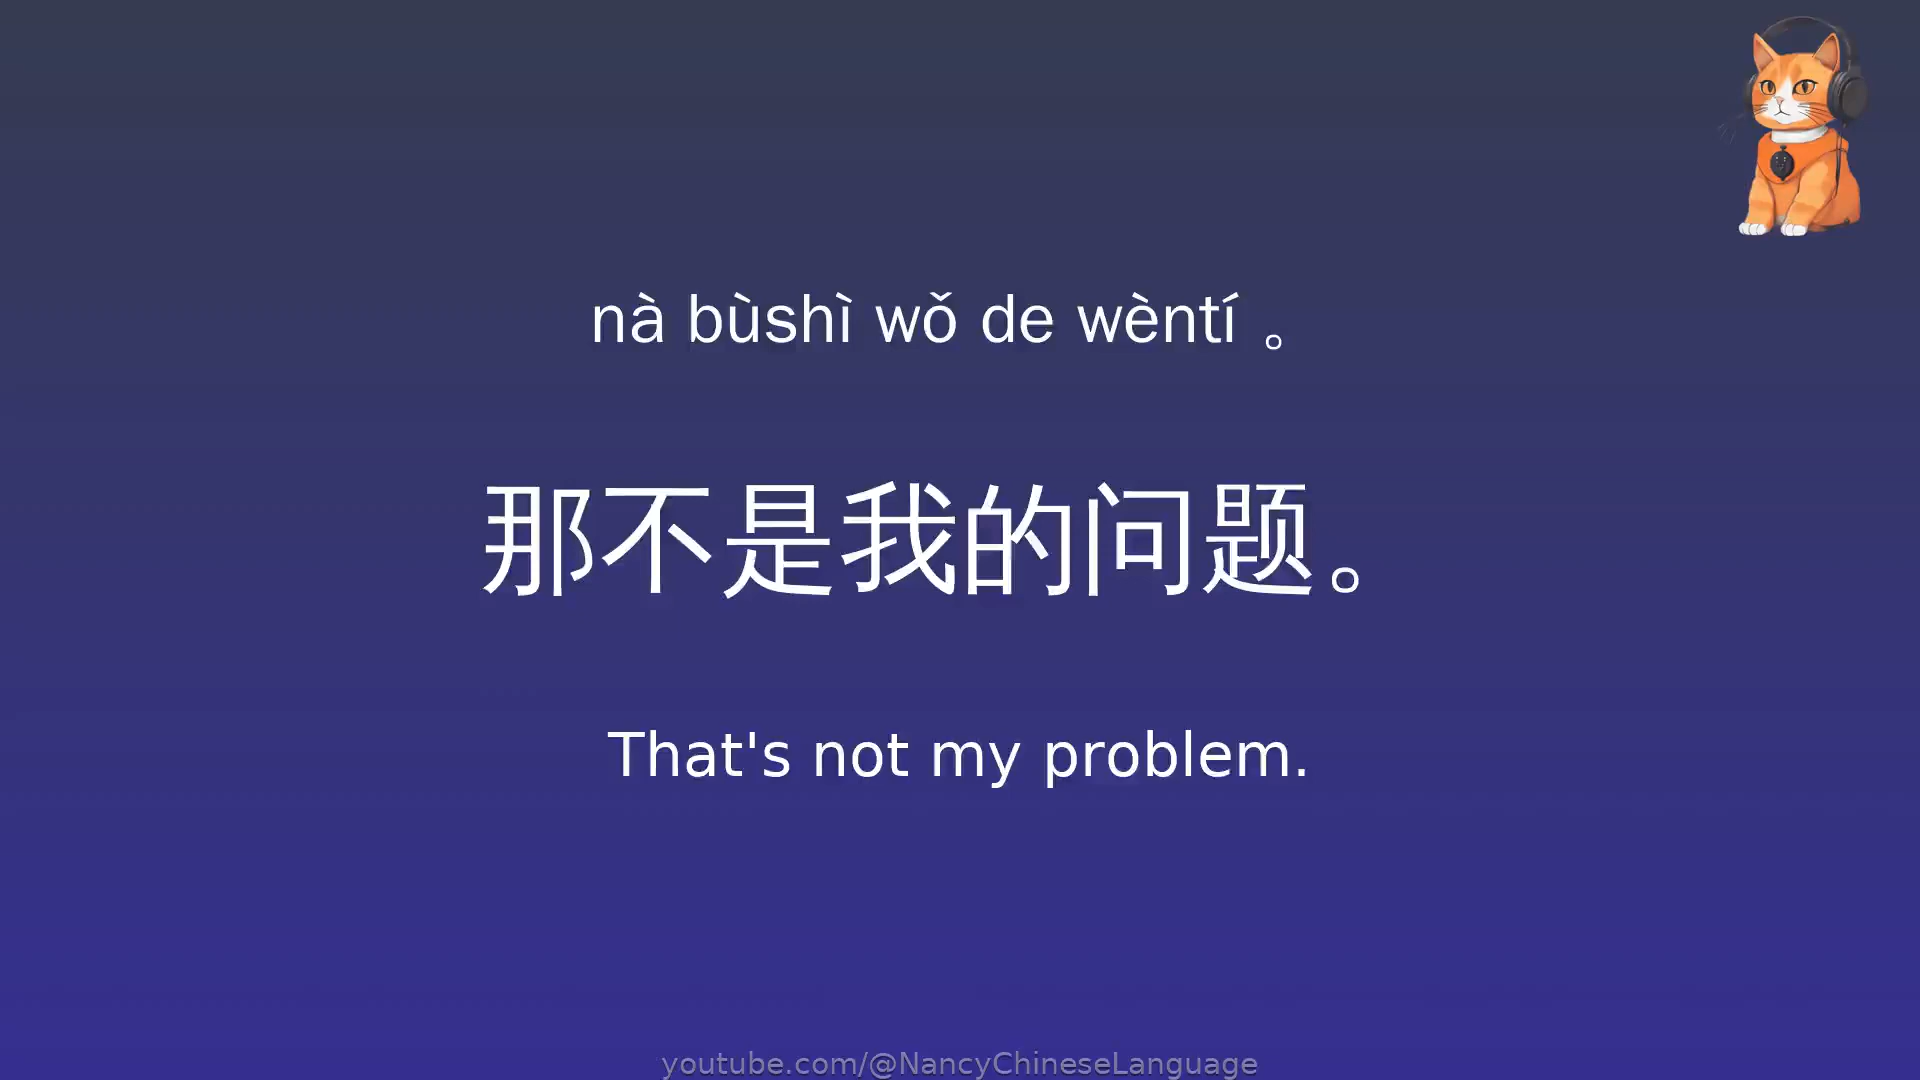 nà bùshì wǒ de wèntí 。
那不是我的问题。
That's not my problem.
youtube.com/@NancyChineseLanguage